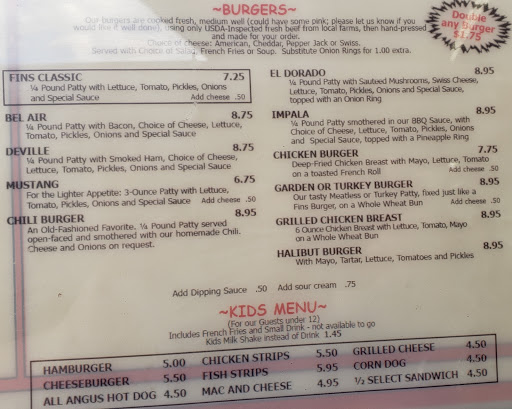 ~BURGERS~
Our burgers are cooked fresh, medium well (could have some pink; please let us know if you
would like it well done), using only USDA-Inspected fresh beef from local farms, then hand-pressed
and made for your order.
Choice of cheese: American, Cheddar, Pepper Jack or Swiss.
Served with Choice of Salad, French Fries or Soup. Substitute Onion Rings for 1.00 extra.
Double
any Burger
$1.75
FINS CLASSIC 7.25
¼ Pound Patty with Lettuce, Tomato, Pickles, Onions
and Special Sauce Add cheese .50
BEL AIR 8.75
¼ Pound Patty with Bacon, Choice of Cheese, Lettuce,
Tomato, Pickles, Onions and Special Sauce
DEVILLE 8.75
¼ Pound Patty with Smoked Ham, Choice of Cheese,
Lettuce, Tomato, Pickles, Onions and Special Sauce
MUSTANG 6.75
For the Lighter Appetite: 3-Ounce Patty with Lettuce,
Tomato, Pickles, Onions and Special Sauce Add cheese .50
CHILI BURGER 8.95
An Old-Fashioned Favorite. ¼ Pound Patty served
open-faced and smothered with our homemade Chili.
Cheese and Onions on request.
EL DORADO 8.95
¼ Pound Patty with Sauteed Mushrooms, Swiss Cheese,
Lettuce, Tomato, Pickles, Onions and Special Sauce,
topped with an Onion Ring
IMPALA 8.95
¼ Pound Patty smothered in our BBQ Sauce, with
Choice of Cheese, Lettuce, Tomato, Pickles, Onions
and Special Sauce, topped with a Pineapple Ring
CHICKEN BURGER 7.75
Deep-Fried Chicken Breast with Mayo, Lettuce, Tomato
on a toasted French Roll Add cheese .50
GARDEN OR TURKEY BURGER 8.95
Our tasty Meatless or Turkey Patty, fixed just like a
Fins Burger, on a Whole Wheat Bun Add cheese .50
GRILLED CHICKEN BREAST 8.95
6 Ounce Chicken Breast with Lettuce, Tomato, Mayo
on a Whole Wheat Bun
HALIBUT BURGER 8.95
With Mayo, Tartar, Lettuce, Tomatoes and Pickles
Add Dipping Sauce .50 Add sour cream .75
~KIDS MENU~
(For our Guests under 12)
Includes French Fries and Small Drink - not available to go
Kids Milk Shake instead of Drink 1.45
HAMBURGER 5.00 CHICKEN STRIPS 5.50 GRILLED CHEESE 4.50
CHEESEBURGER 5.50 FISH STRIPS 5.95 CORN DOG 4.50
ALL ANGUS HOT DOG 4.50 MAC AND CHEESE 4.95 ½ SELECT SANDWICH 4.50